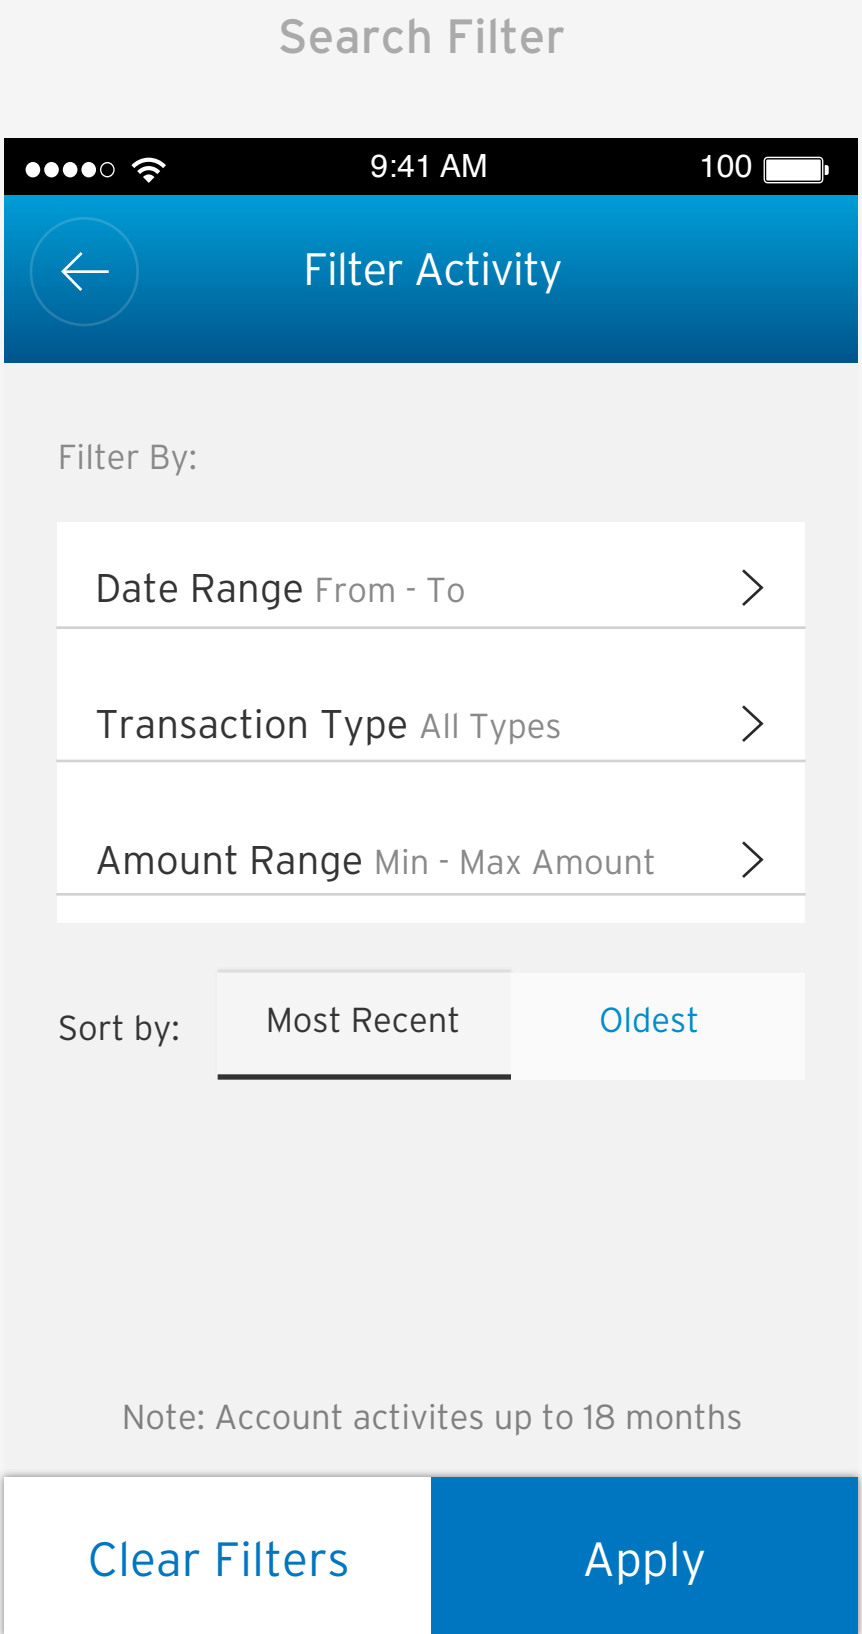 Search Filter
9:41 AM 100
Filter Activity
Filter By:
Date Range From - To
Transaction Type All Types
Amount Range Min - Max Amount
Sort by: Most Recent Oldest
Note: Account activites up to 18 months
Clear Filters Apply